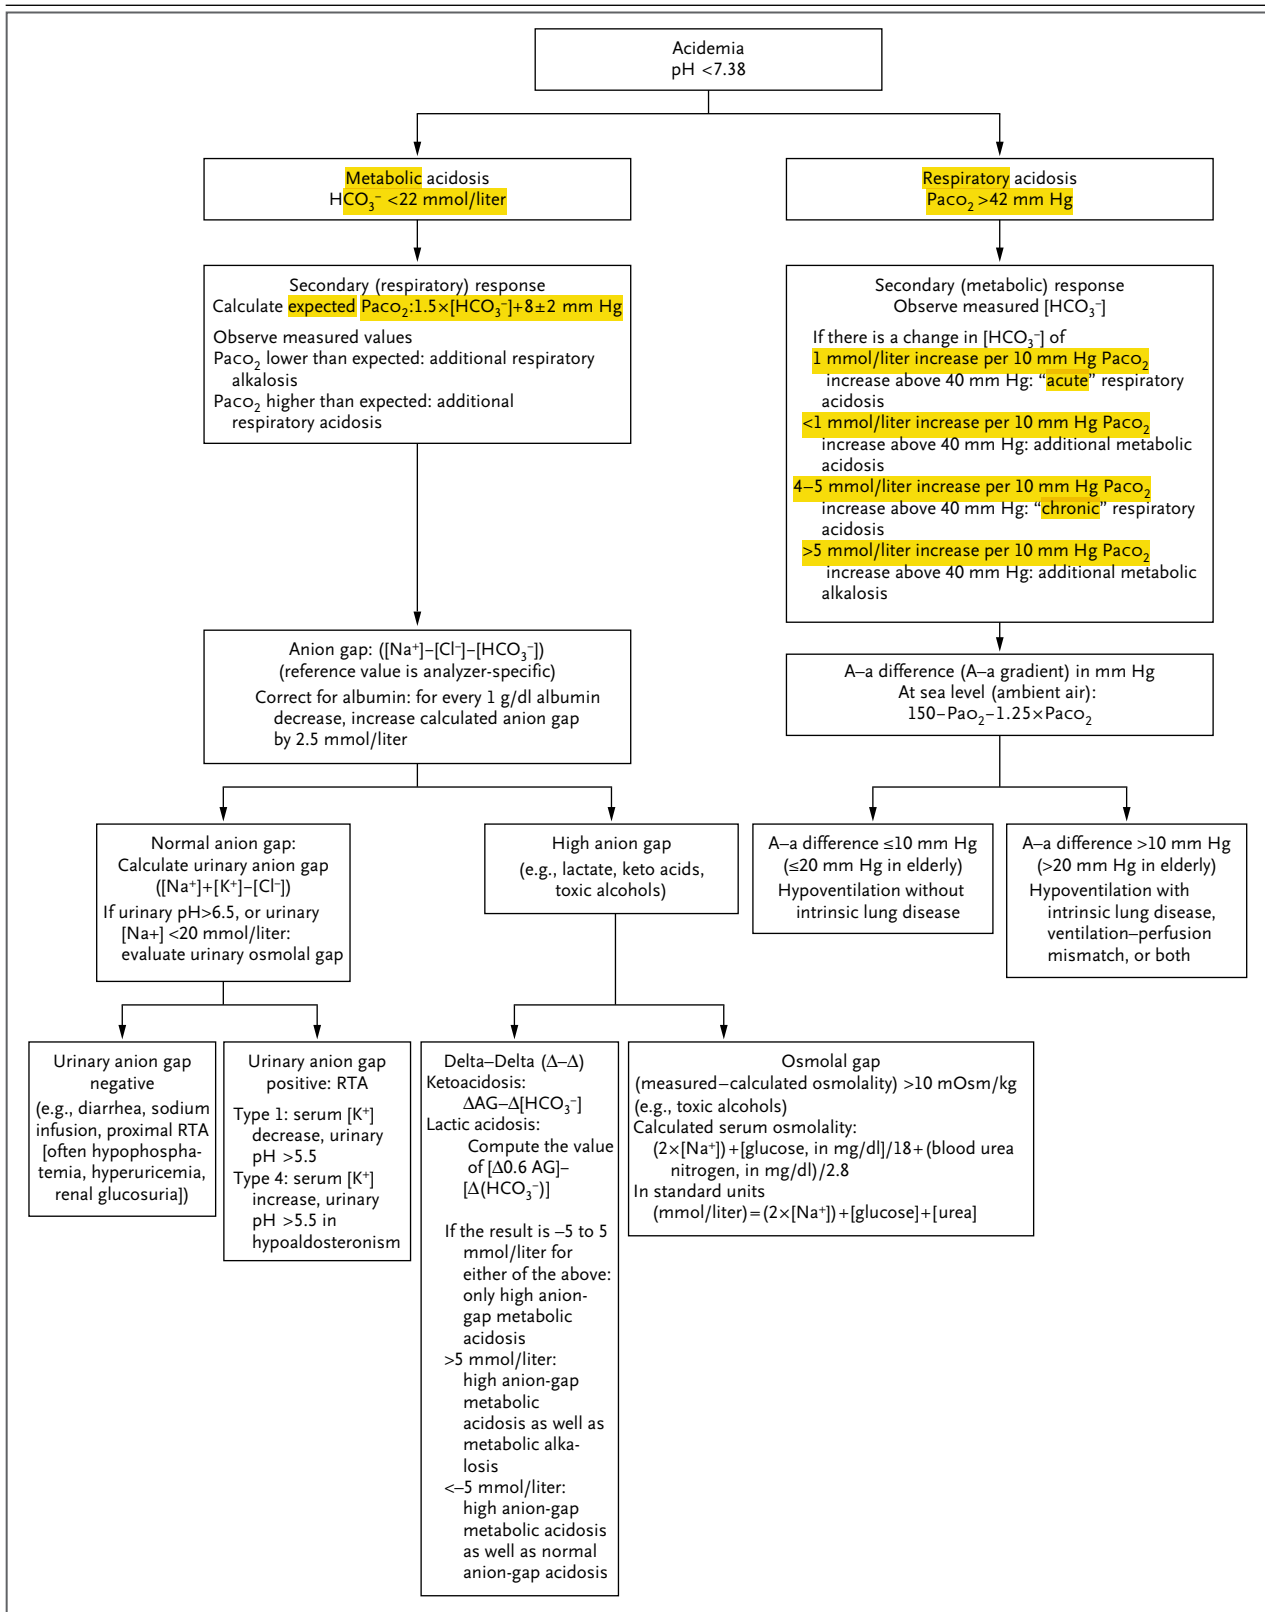 Acidemia
pH <7.38
Metabolic acidosis
HCO₃⁻ <22 mmol/liter
Respiratory acidosis
Paco₂ >42 mm Hg
Secondary (respiratory) response
Calculate expected Paco₂:1.5×[HCO₃⁻]+8±2 mm Hg
Observe measured values
Paco₂ lower than expected: additional respiratory
alkalosis
Paco₂ higher than expected: additional
respiratory acidosis
Secondary (metabolic) response
Observe measured [HCO₃⁻]
If there is a change in [HCO₃⁻] of
1 mmol/liter increase per 10 mm Hg Paco₂
increase above 40 mm Hg: “acute” respiratory
acidosis
<1 mmol/liter increase per 10 mm Hg Paco₂
increase above 40 mm Hg: additional metabolic
acidosis
4–5 mmol/liter increase per 10 mm Hg Paco₂
increase above 40 mm Hg: “chronic” respiratory
acidosis
>5 mmol/liter increase per 10 mm Hg Paco₂
increase above 40 mm Hg: additional metabolic
alkalosis
Anion gap: ([Na⁺]–[Cl⁻]–[HCO₃⁻])
(reference value is analyzer-specific)
Correct for albumin: for every 1 g/dl albumin
decrease, increase calculated anion gap
by 2.5 mmol/liter
A–a difference (A–a gradient) in mm Hg
At sea level (ambient air):
150–Pao₂–1.25×Paco₂
Normal anion gap:
Calculate urinary anion gap
([Na⁺]+[K⁺]–[Cl⁻])
If urinary pH>6.5, or urinary
[Na+] <20 mmol/liter:
evaluate urinary osmolal gap
High anion gap
(e.g., lactate, keto acids,
toxic alcohols)
A–a difference ≤10 mm Hg
(≤20 mm Hg in elderly)
Hypoventilation without
intrinsic lung disease
A–a difference >10 mm Hg
(>20 mm Hg in elderly)
Hypoventilation with
intrinsic lung disease,
ventilation–perfusion
mismatch, or both
Urinary anion gap
negative
(e.g., diarrhea, sodium
infusion, proximal RTA
[often hypophospha-
temia, hyperuricemia,
renal glucosuria])
Urinary anion gap
positive: RTA
Type 1: serum [K⁺]
decrease, urinary
pH >5.5
Type 4: serum [K⁺]
increase, urinary
pH >5.5 in
hypoaldosteronism
Delta–Delta (Δ–Δ)
Ketoacidosis:
ΔAG–Δ[HCO₃⁻]
Lactic acidosis:
Compute the value
of [Δ0.6 AG]–
[Δ(HCO₃⁻)]
If the result is –5 to 5
mmol/liter for
either of the above:
only high anion-
gap metabolic
acidosis
>5 mmol/liter:
high anion-gap
metabolic
acidosis as well as
metabolic alka-
losis
<–5 mmol/liter:
high anion-gap
metabolic acidosis
as well as normal
anion-gap acidosis
Osmolal gap
(measured–calculated osmolality) >10 mOsm/kg
(e.g., toxic alcohols)
Calculated serum osmolality:
(2×[Na⁺])+[glucose, in mg/dl]/18+(blood urea
nitrogen, in mg/dl)/2.8
In standard units
(mmol/liter)=(2×[Na⁺])+[glucose]+[urea]